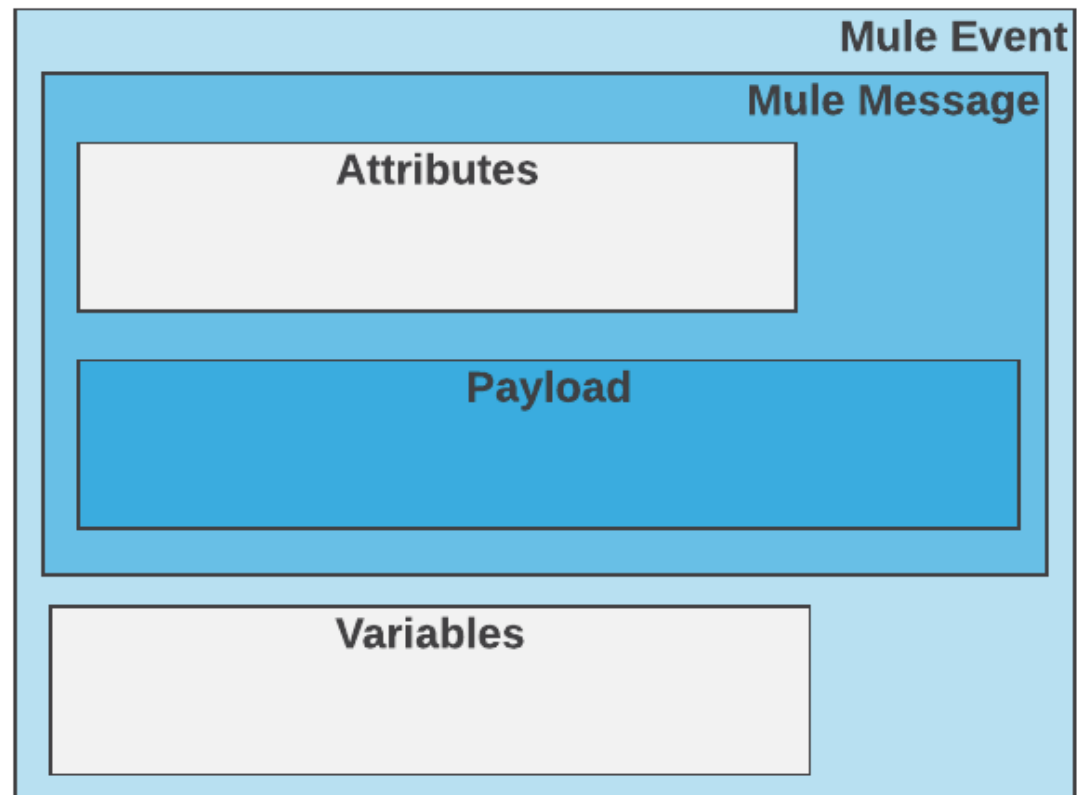 Mule Event
Mule Message
Attributes
Payload
Variables